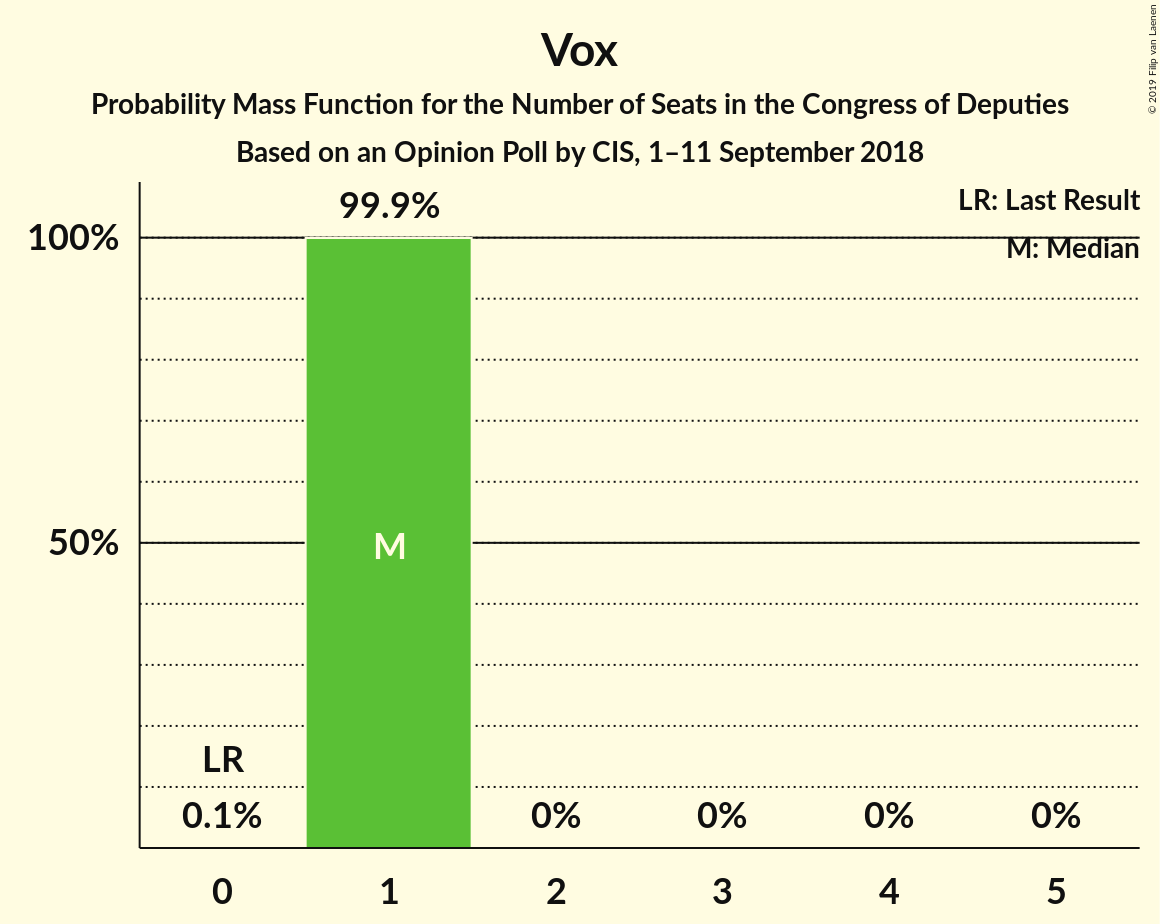 Vox
Probability Mass Function for the Number of Seats in the Congress of Deputies
Based on an Opinion Poll by CIS, 1–11 September 2018
© 2019 Filip van Laenen
LR: Last Result
M: Median
99.9%
100%
50%
M
LR
0.1%
0%
0%
0%
0%
0 1 2 3 4 5